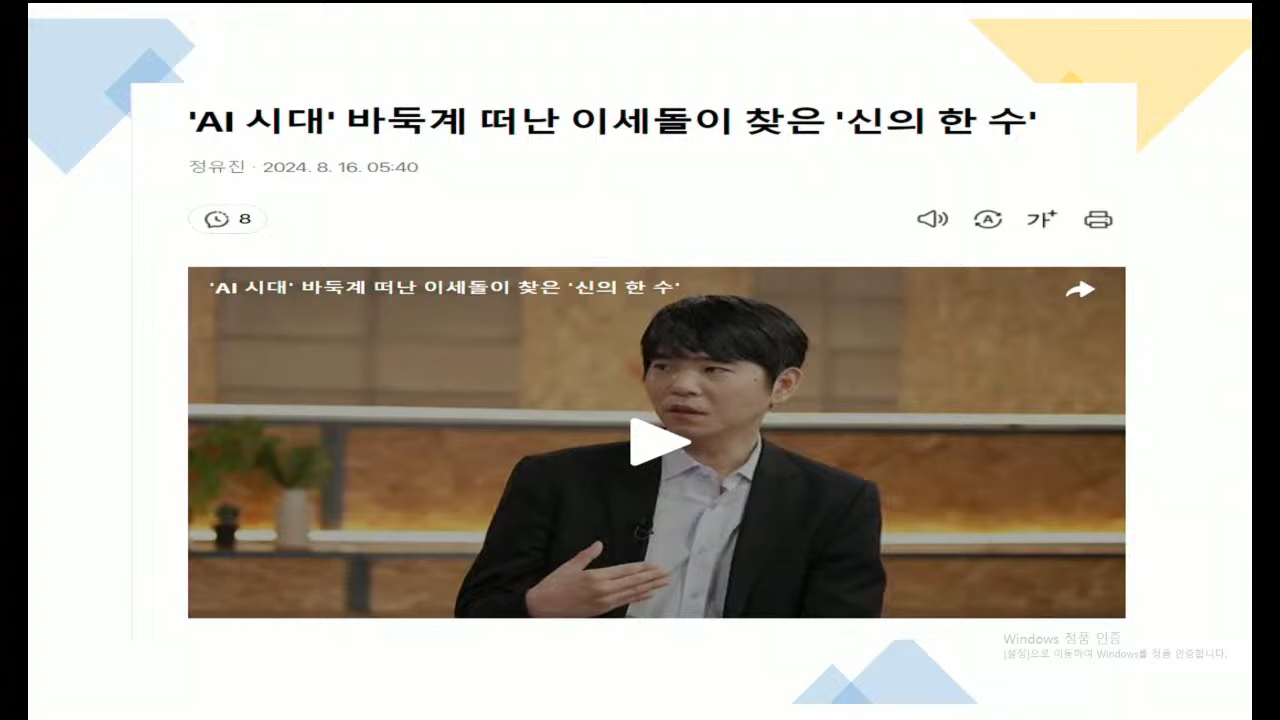 'AI 시대' 바둑계 떠난 이세돌이 찾은 '신의 한 수'
정유진 · 2024. 8. 16. 05:40
8
가+
'AI 시대' 바둑계 떠난 이세돌이 찾은 '신의 한 수'
Windows 정품 인증
[설정]으로 이동하여 Windows를 정품 인증합니다.